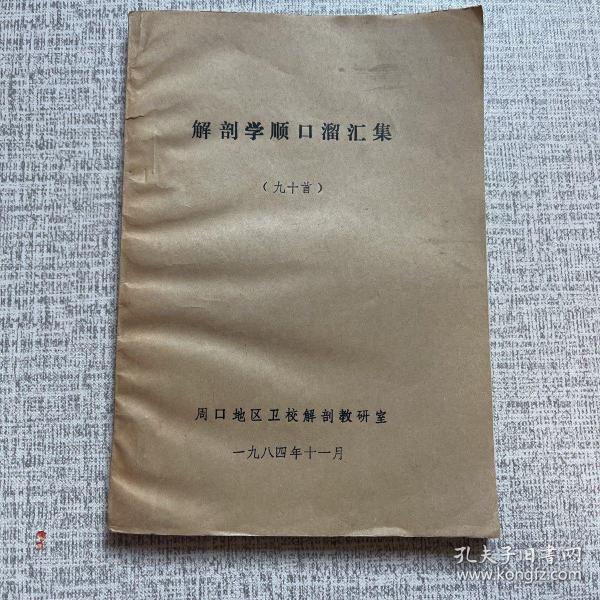 解剖学顺口溜汇集
（九十首）
周口地区卫校解剖教研室
一九八四年十一月
孔夫子旧书网
www.kongfz.com